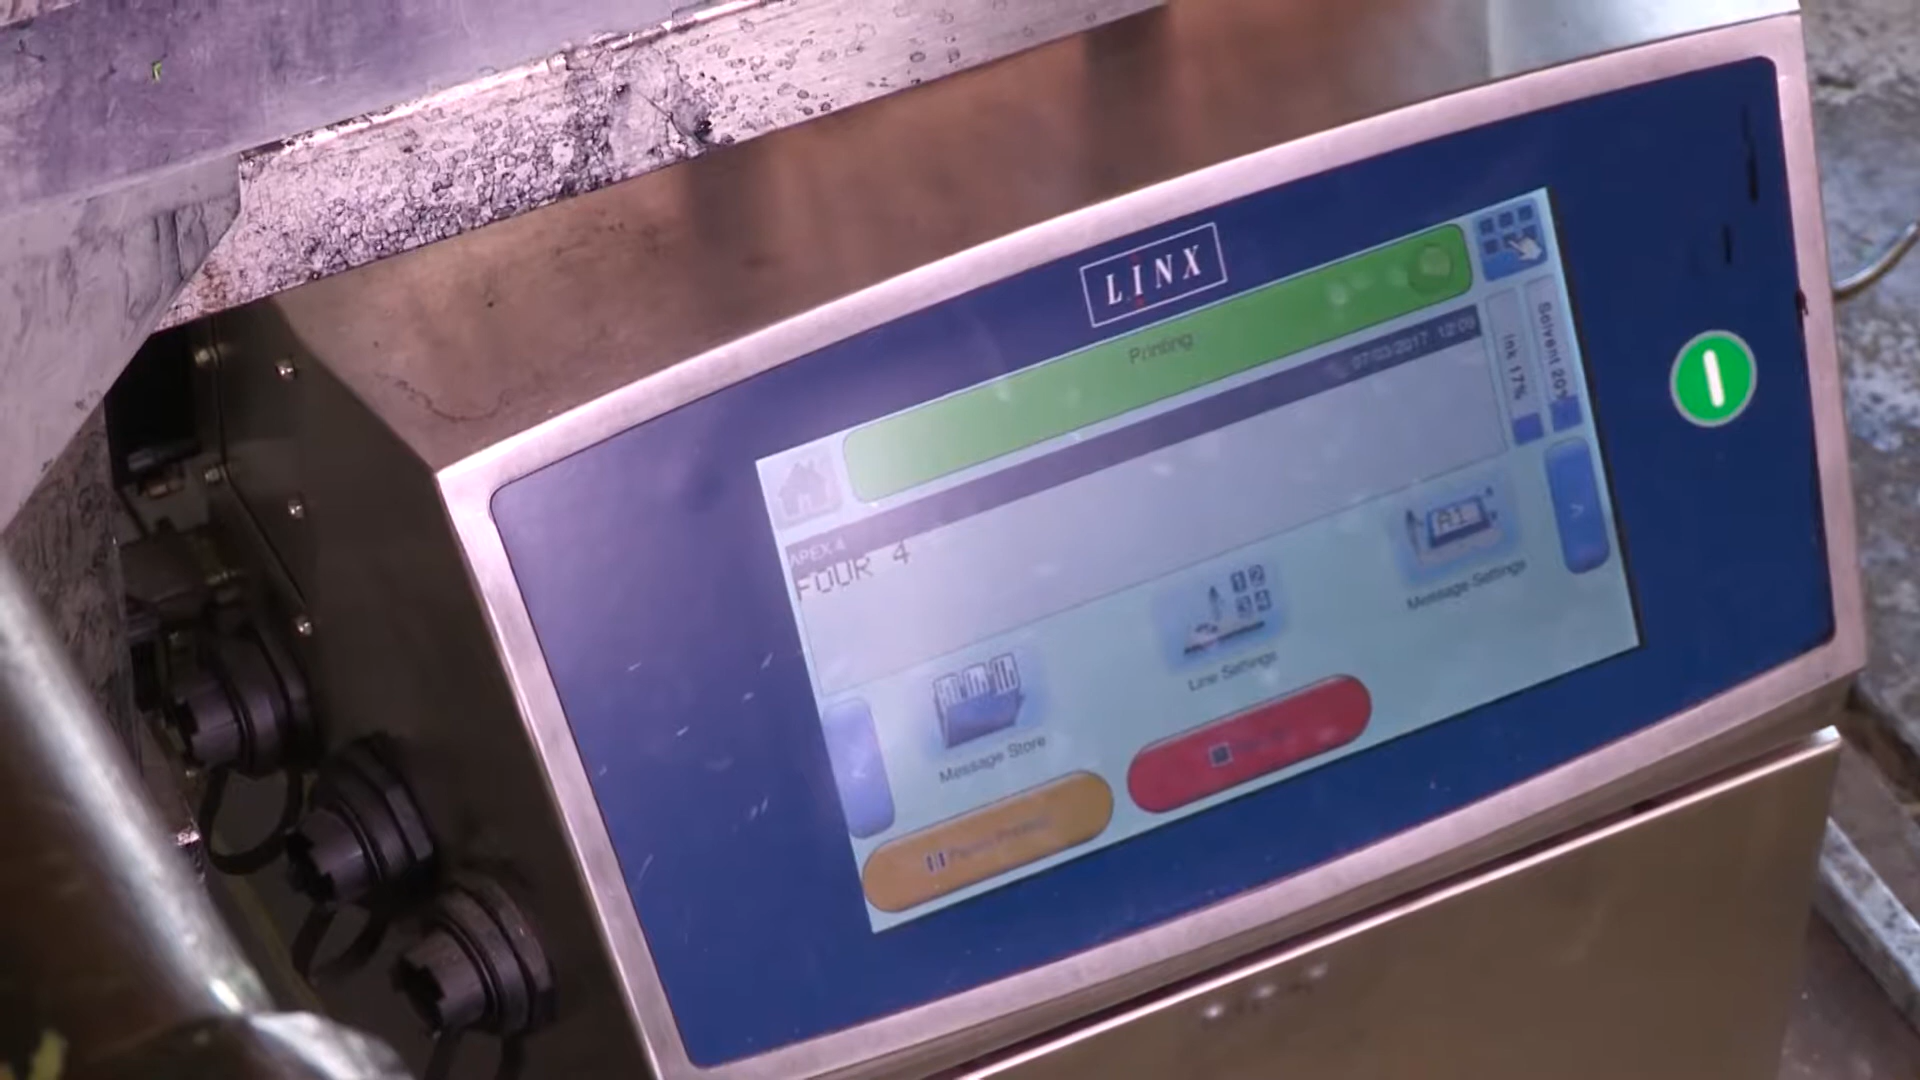 LINX
Printing
07/03/2017 12:09
Ink 17%
Solvent 20%
APEX 4
FOUR 4
Message Store
Line Settings
Message Settings